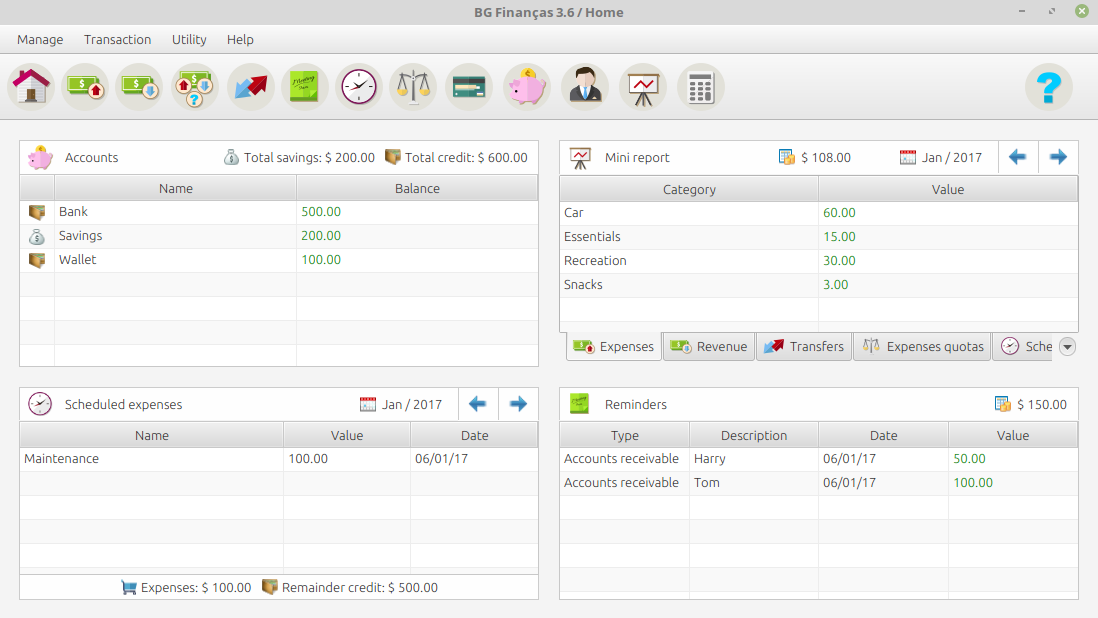 BG Finanças 3.6 / Home
Manage Transaction Utility Help
Accounts Total savings: $ 200.00 Total credit: $ 600.00
Name Balance
Bank 500.00
Savings 200.00
Wallet 100.00
Mini report $ 108.00 Jan / 2017
Category Value
Car 60.00
Essentials 15.00
Recreation 30.00
Snacks 3.00
Expenses Revenue Transfers Expenses quotas Sche
Scheduled expenses Jan / 2017
Name Value Date
Maintenance 100.00 06/01/17
Expenses: $ 100.00 Remainder credit: $ 500.00
Reminders $ 150.00
Type Description Date Value
Accounts receivable Harry 06/01/17 50.00
Accounts receivable Tom 06/01/17 100.00